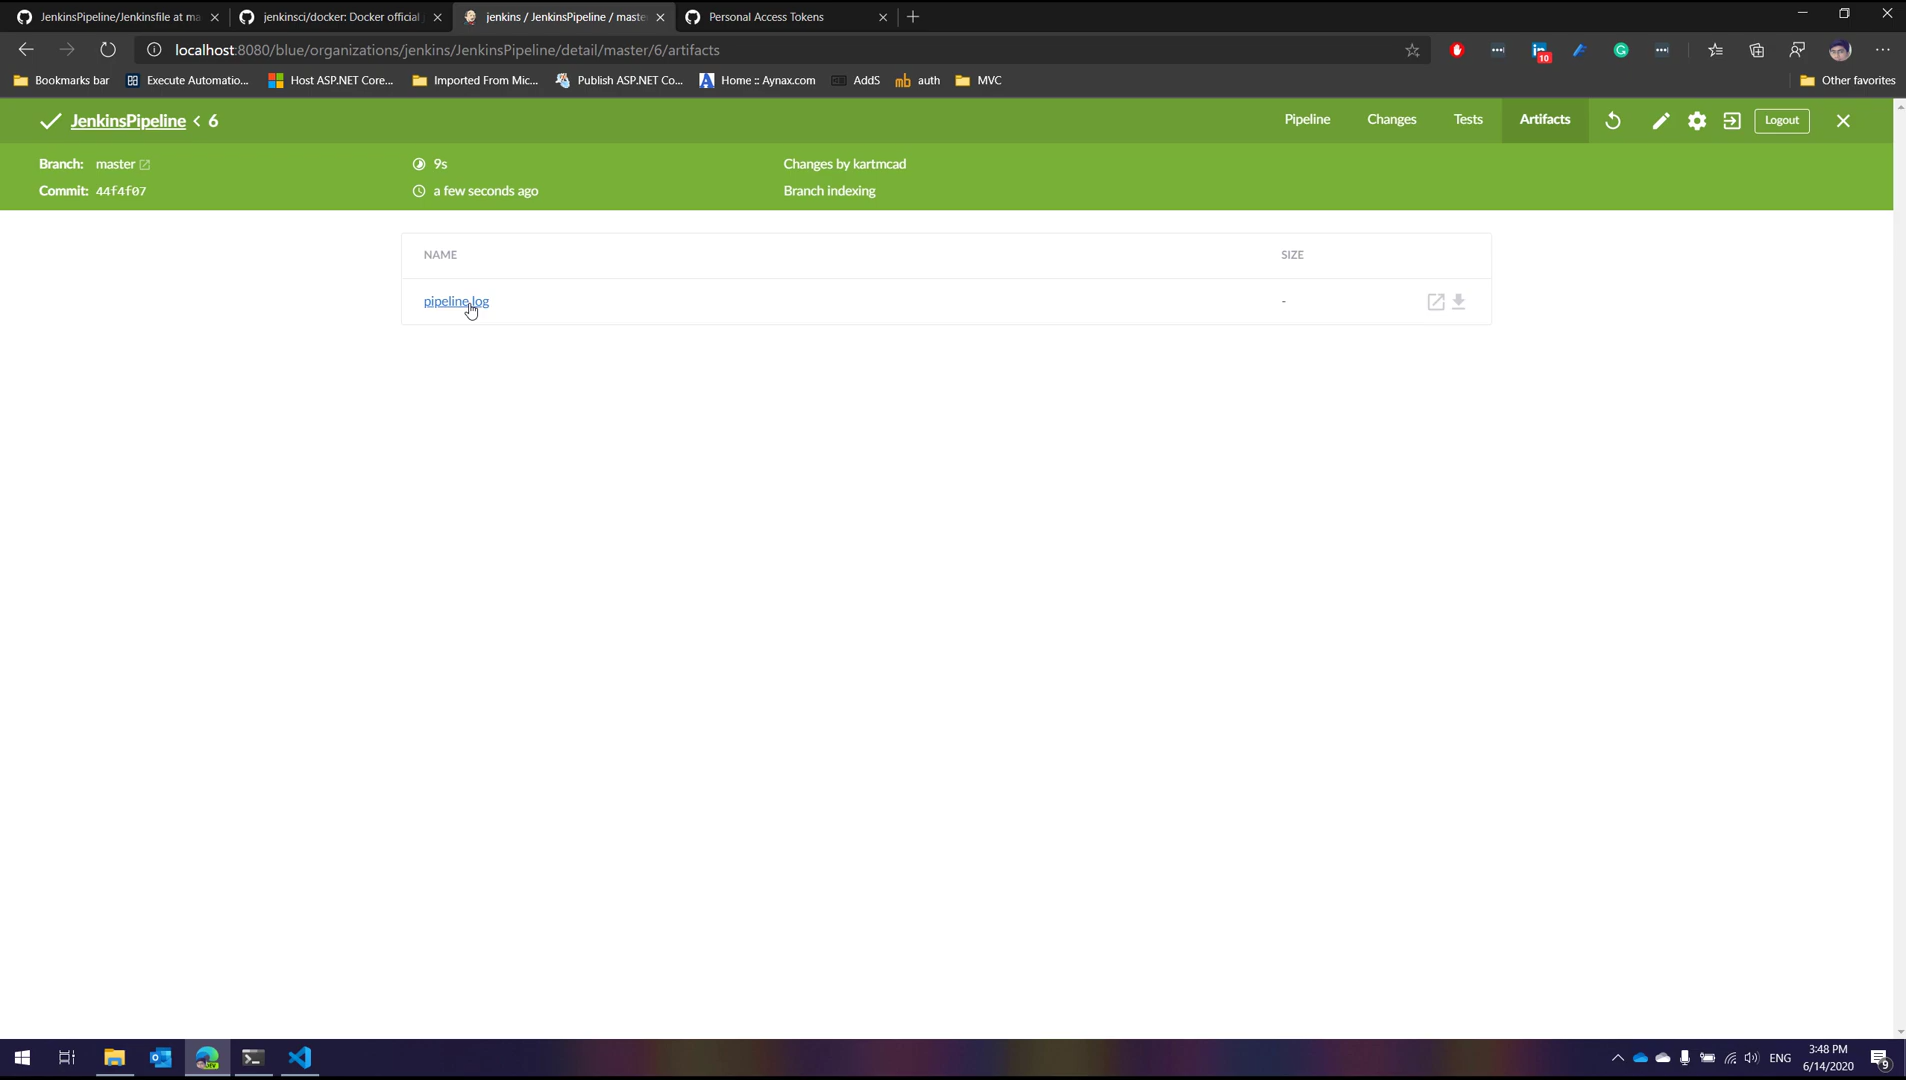 JenkinsPipeline/Jenkinsfile at ma
jenkinsci/docker: Docker official
jenkins / JenkinsPipeline / maste
Personal Access Tokens
localhost:8080/blue/organizations/jenkins/JenkinsPipeline/detail/master/6/artifacts
10
Bookmarks bar
Execute Automatio...
Host ASP.NET Core...
Imported From Mic...
Publish ASP.NET Co...
Home :: Aynax.com
AddS
auth
MVC
Other favorites
JenkinsPipeline < 6
Pipeline
Changes
Tests
Artifacts
Logout
Branch: master
9s
Changes by kartmcad
Commit: 44f4f07
a few seconds ago
Branch indexing
NAME
SIZE
pipeline.log
-
ENG
3:48 PM
6/14/2020
9